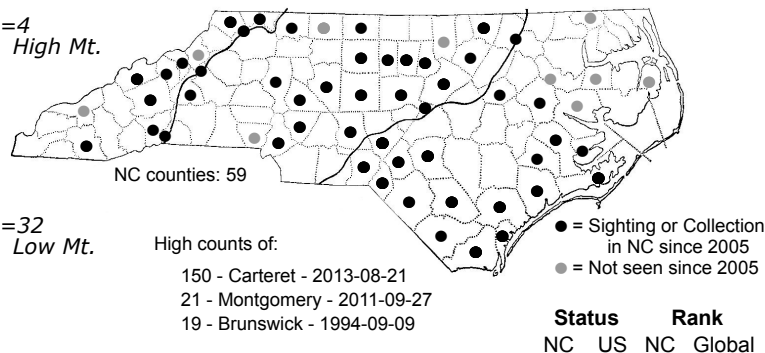 =4
High Mt.
NC counties: 59
=32
Low Mt.
High counts of:
150 - Carteret - 2013-08-21
21 - Montgomery - 2011-09-27
19 - Brunswick - 1994-09-09
= Sighting or Collection
in NC since 2005
= Not seen since 2005
Status Rank
NC US NC Global